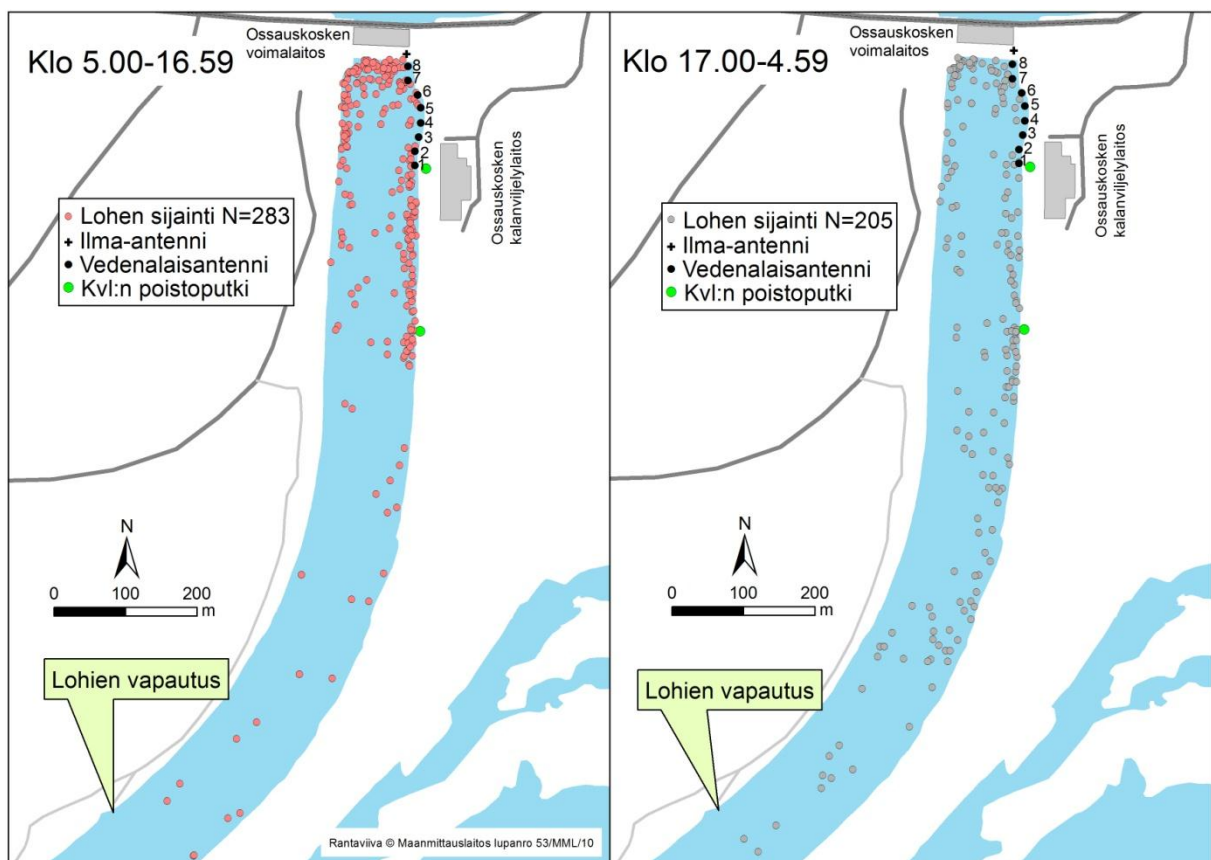 Klo 5.00-16.59
Ossauskosken
voimalaitos
8
7
6
5
4
3
2
1
Ossauskosken
kalanviljelylaitos
Lohen sijainti N=283
Ilma-antenni
Vedenalaisantenni
Kvl:n poistoputki
N
0 100 200
m
Lohien vapautus
Rantaviiva © Maanmittauslaitos lupanro 53/MML/10
Klo 17.00-4.59
Ossauskosken
voimalaitos
8
7
6
5
4
3
2
1
Ossauskosken
kalanviljelylaitos
Lohen sijainti N=205
Ilma-antenni
Vedenalaisantenni
Kvl:n poistoputki
N
0 100 200
m
Lohien vapautus